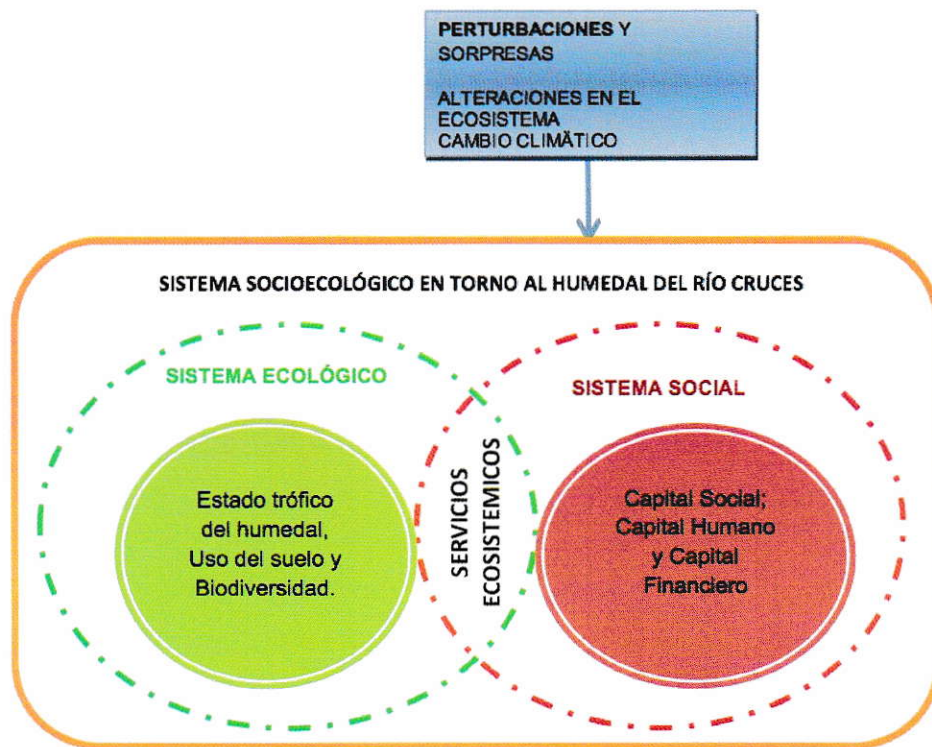 PERTURBACIONES Y
SORPRESAS
ALTERACIONES EN EL
ECOSISTEMA
CAMBIO CLIMÄTICO
SISTEMA SOCIOECOLÓGICO EN TORNO AL HUMEDAL DEL RÍO CRUCES
SISTEMA ECOLÓGICO
SISTEMA SOCIAL
Estado trófico
del humedal,
Uso del suelo y
Biodiversidad.
SERVICIOS
ECOSISTEMICOS
Capital Social;
Capital Humano
y Capital
Financiero